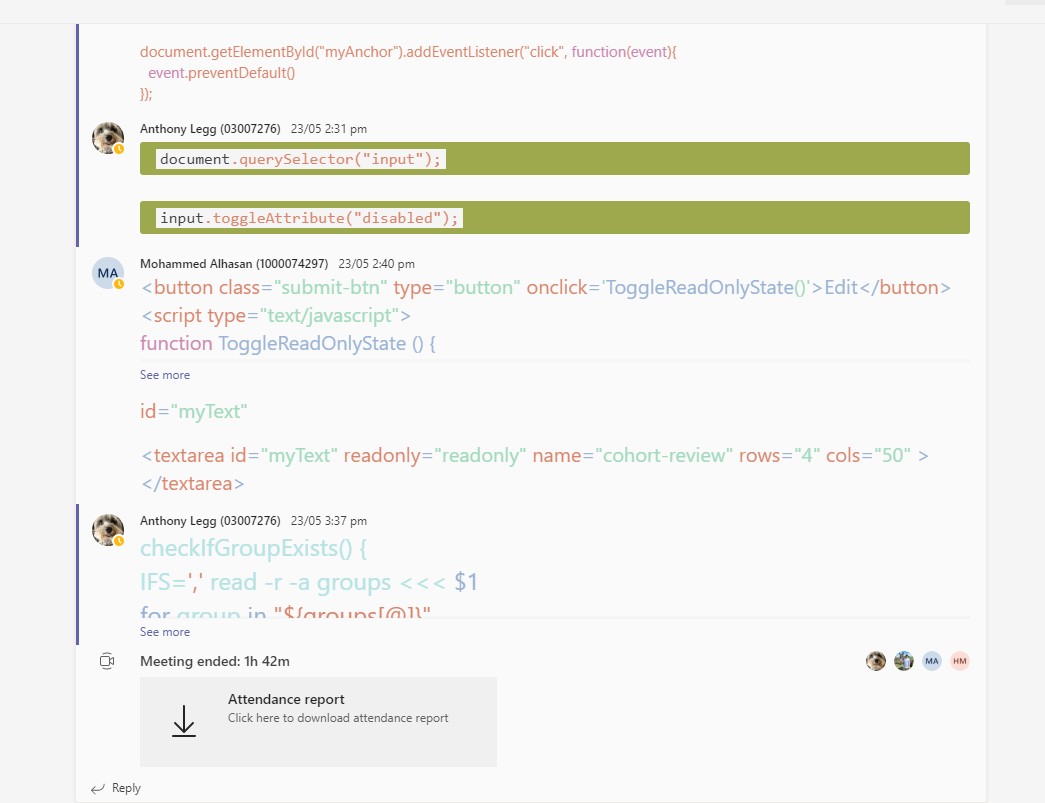 document.getElementById("myAnchor").addEventListener("click", function(event){
event.preventDefault()
});
Anthony Legg (03007276) 23/05 2:31 pm
document.querySelector("input");
input.toggleAttribute("disabled");
MA
Mohammed Alhasan (1000074297) 23/05 2:40 pm
<button class="submit-btn" type="button" onclick='ToggleReadOnlyState()'>Edit</button>
<script type="text/javascript">
function ToggleReadOnlyState () {
See more
id="myText"
<textarea id="myText" readonly="readonly" name="cohort-review" rows="4" cols="50" >
</textarea>
Anthony Legg (03007276) 23/05 3:37 pm
checkIfGroupExists() {
IFS=',' read -r -a groups <<< $1
for group in "${groups[@]}"
See more
Meeting ended: 1h 42m
MA HM
Attendance report
Click here to download attendance report
Reply